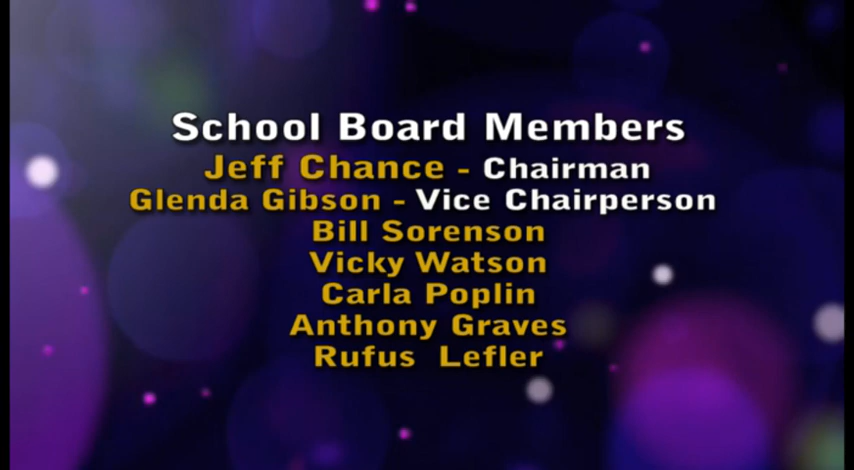 School Board Members
Jeff Chance - Chairman
Glenda Gibson - Vice Chairperson
Bill Sorenson
Vicky Watson
Carla Poplin
Anthony Graves
Rufus Lefler